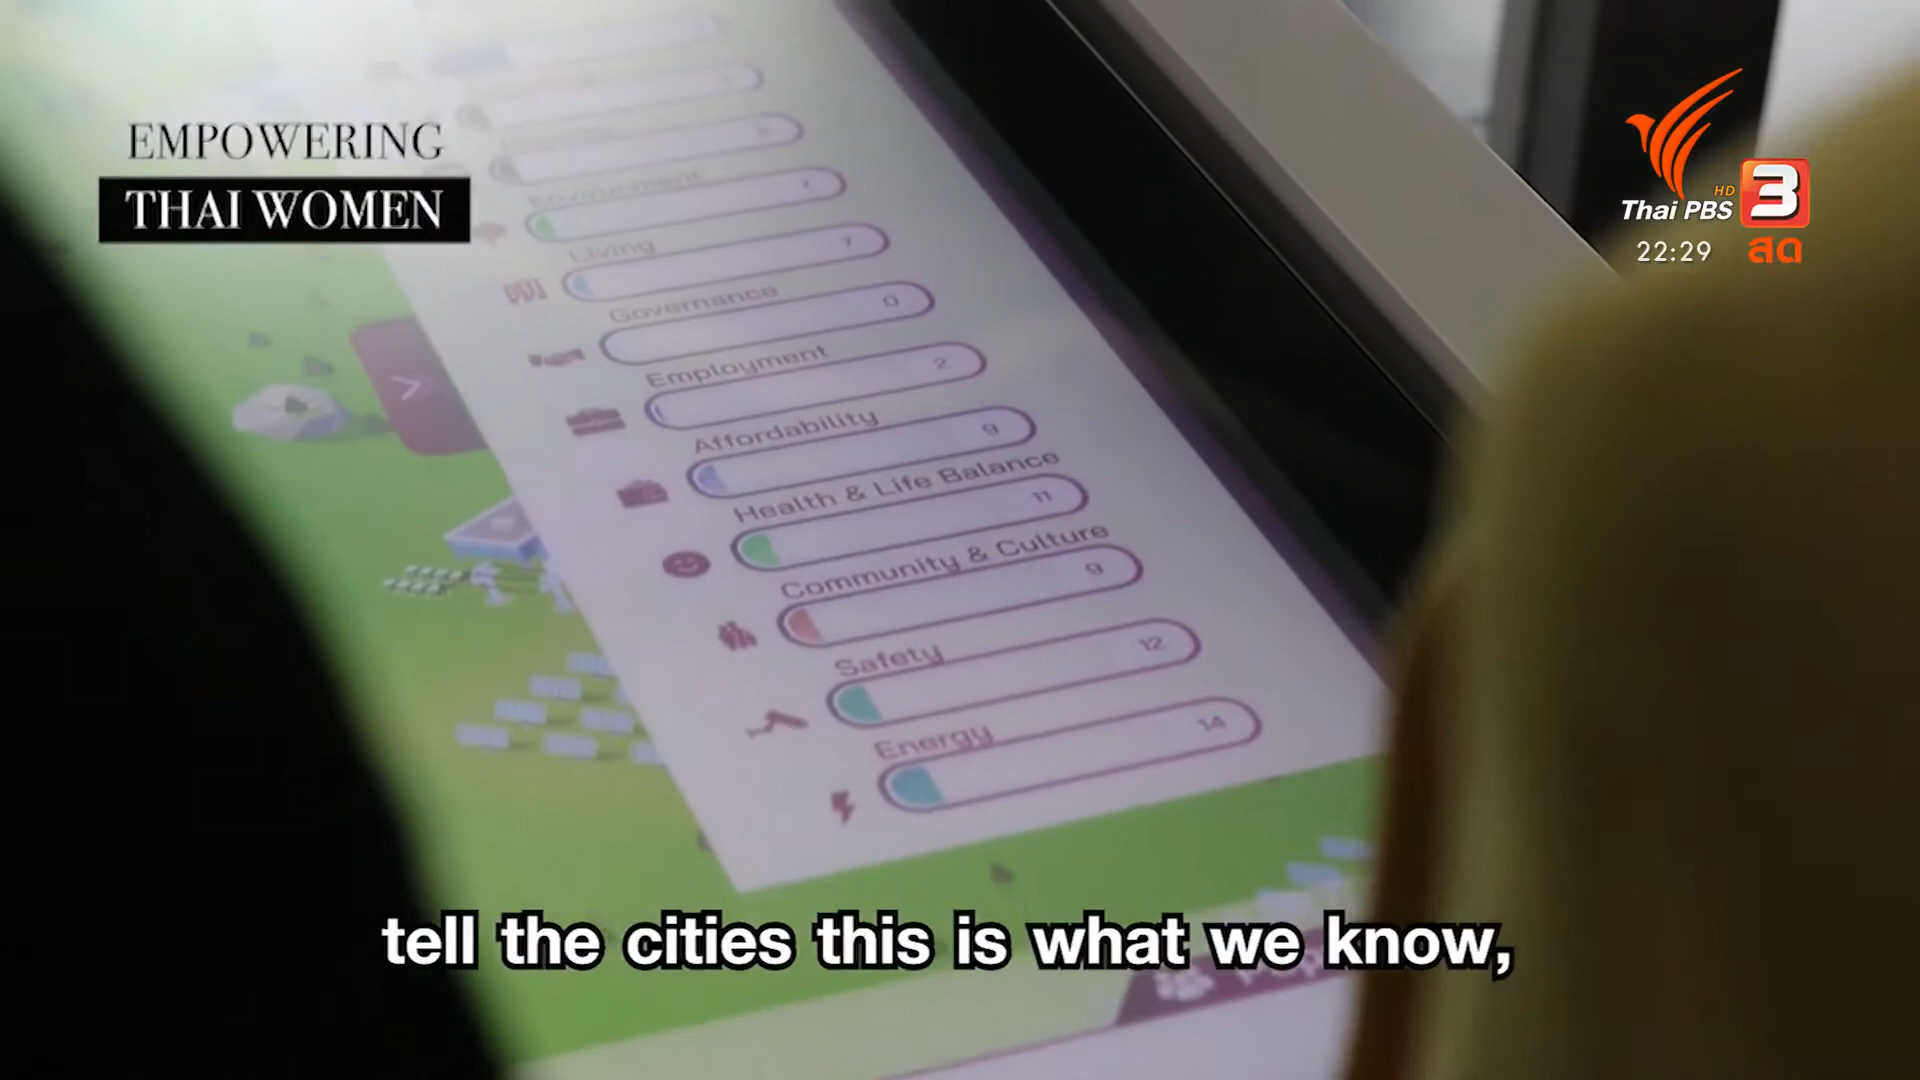 EMPOWERING
THAI WOMEN
HD
Thai PBS 3
22:29 สด
Environment
Living
7
Governance
0
Employment
2
Affordability
9
Health & Life Balance
11
Community & Culture
9
Safety
12
Energy
14
tell the cities this is what we know,